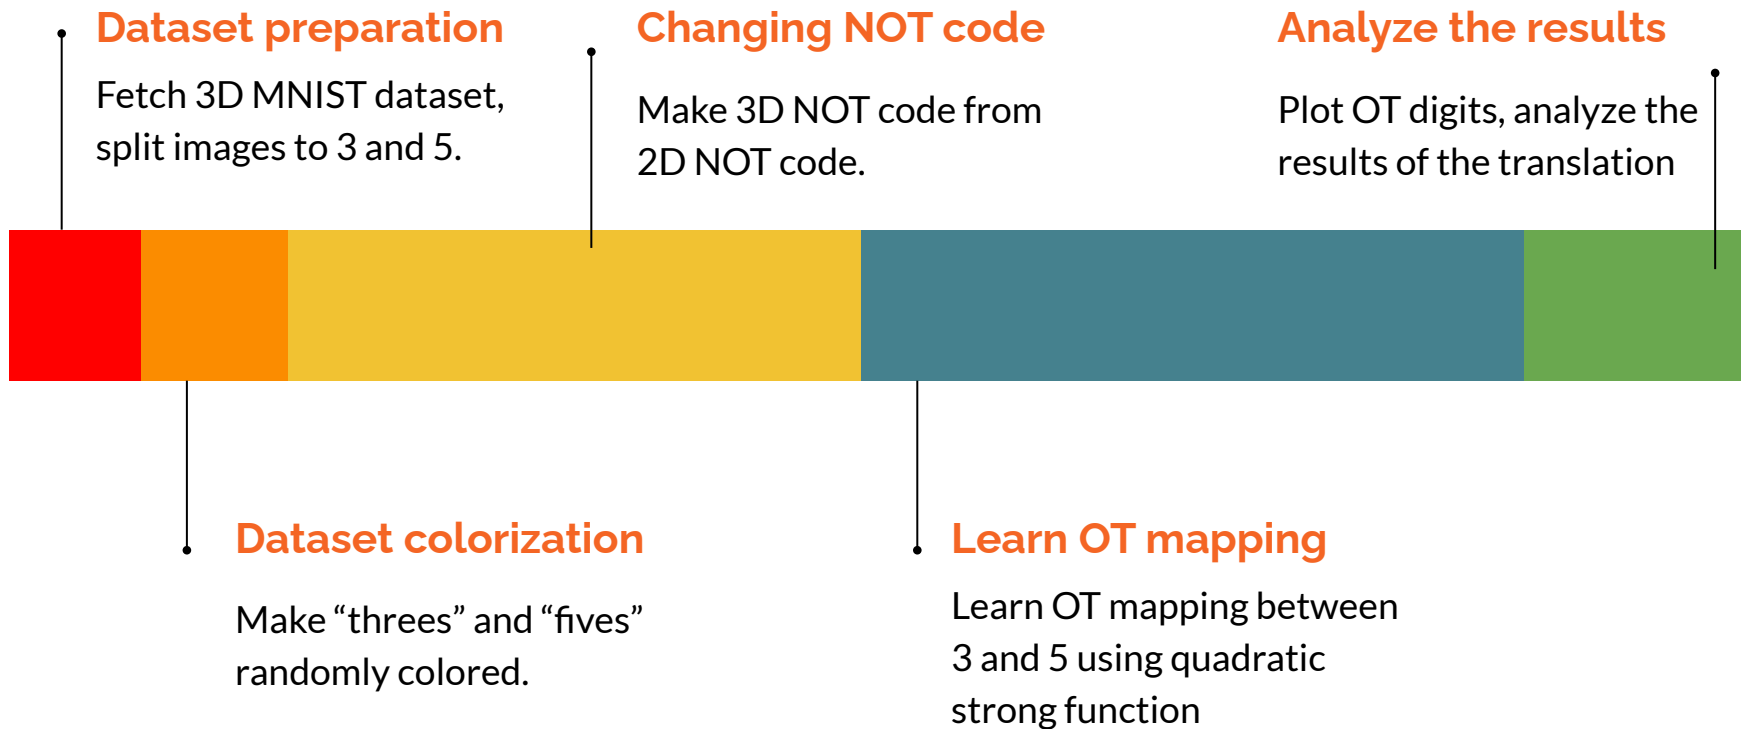 Dataset preparation
Fetch 3D MNIST dataset,
split images to 3 and 5.
Changing NOT code
Make 3D NOT code from
2D NOT code.
Analyze the results
Plot OT digits, analyze the
results of the translation
Dataset colorization
Make “threes” and “fives”
randomly colored.
Learn OT mapping
Learn OT mapping between
3 and 5 using quadratic
strong function